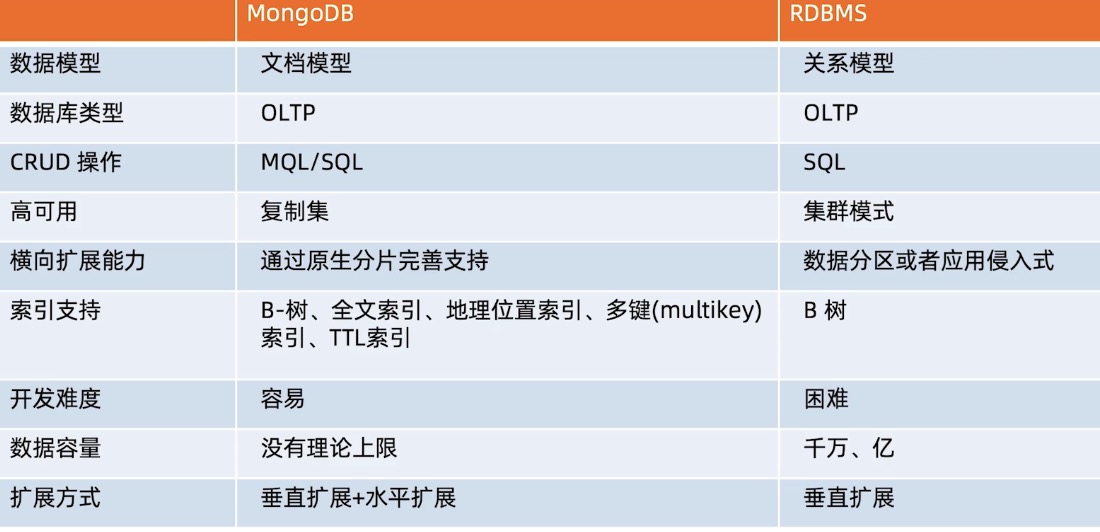 MongoDB RDBMS
数据模型 文档模型 关系模型
数据库类型 OLTP OLTP
CRUD 操作 MQL/SQL SQL
高可用 复制集 集群模式
横向扩展能力 通过原生分片完善支持 数据分区或者应用侵入式
索引支持 B-树、全文索引、地理位置索引、多键(multikey) B 树
索引、TTL索引
开发难度 容易 困难
数据容量 没有理论上限 千万、亿
扩展方式 垂直扩展+水平扩展 垂直扩展